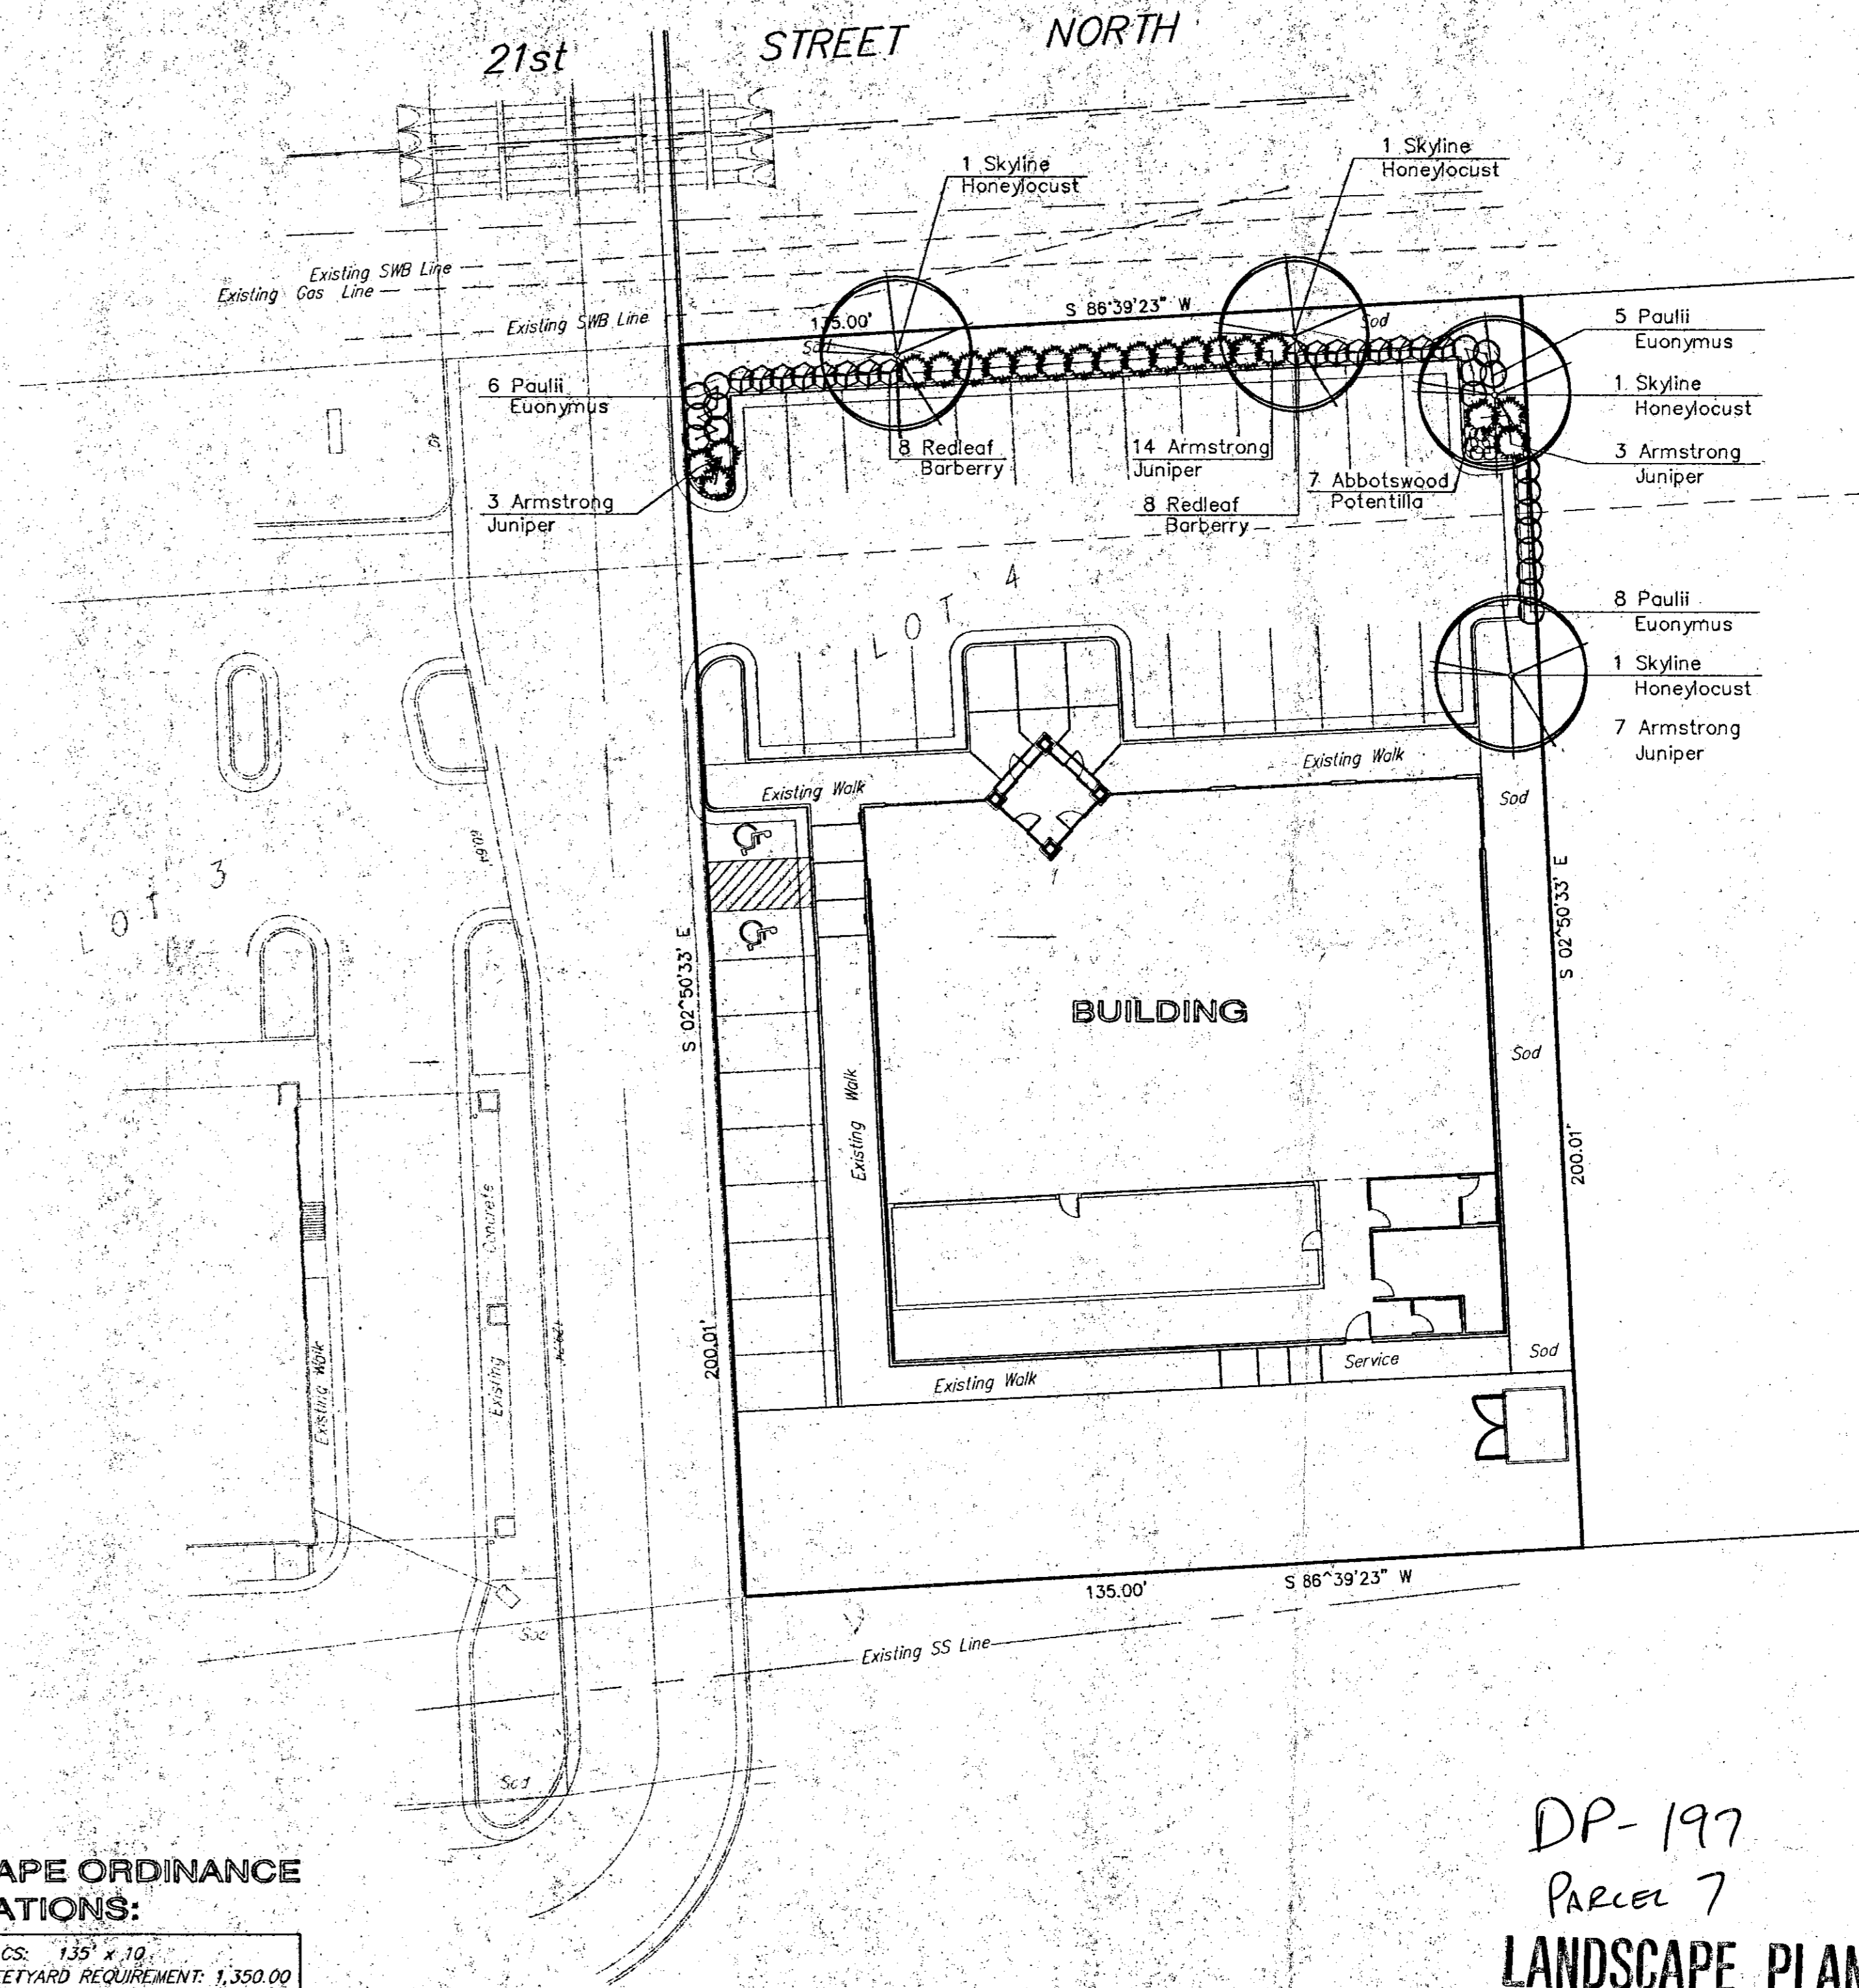 21st STREET NORTH
1 Skyline
Honeylocust
1 Skyline
Honeylocust
Existing SWB Line
Existing Gas Line
Existing SWB Line
135.00'
S 86°39'23" W
Sod
Sod
5 Paulii
Euonymus
1 Skyline
Honeylocust
3 Armstrong
Juniper
6 Paulii
Euonymus
8 Redleaf
Barberry
14 Armstrong
Juniper
7 Abbotswood
Potentilla
3 Armstrong
Juniper
8 Redleaf
Barberry
LOT 4
8 Paulii
Euonymus
1 Skyline
Honeylocust
7 Armstrong
Juniper
Existing Walk
Existing Walk
Sod
LOT 3
S 02^50'33' E
S 02^50'33' E
BUILDING
Sod
Existing Walk
200.01'
200.01'
Existing Concrete
Existing Walk
Existing Walk
Service
Sod
135.00'
S 86^39'23" W
Existing SS Line
Sod
DP-197
PARCEL 7
LANDSCAPE PLAN
APE ORDINANCE
ATIONS:
CS: 135' x 10
ETYARD REQUIREMENT: 1,350.00